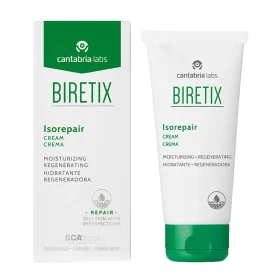 cantabria labs
BIRETIX
Isorepair
CREAM
CREMA
MOISTURIZING
REGENERATING
HIDRATANTE
REGENERADORA
+ REPAIR +
SKIN WITH
IMPERFECTIONS
SCA
cantabria labs
BIRETIX
Isorepair
CREAM
CREMA
MOISTURIZING • REGENERATING
HIDRATANTE • REGENERADORA